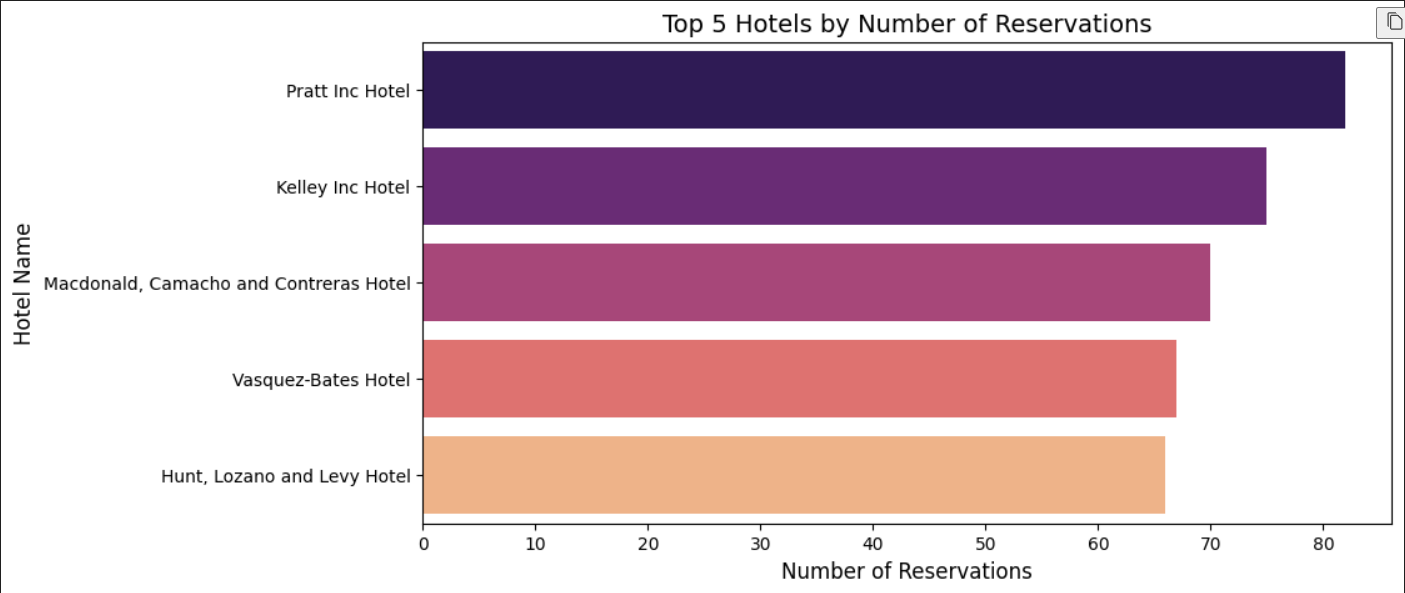 Top 5 Hotels by Number of Reservations
Pratt Inc Hotel
Kelley Inc Hotel
Macdonald, Camacho and Contreras Hotel
Vasquez-Bates Hotel
Hunt, Lozano and Levy Hotel
Hotel Name
0 10 20 30 40 50 60 70 80
Number of Reservations